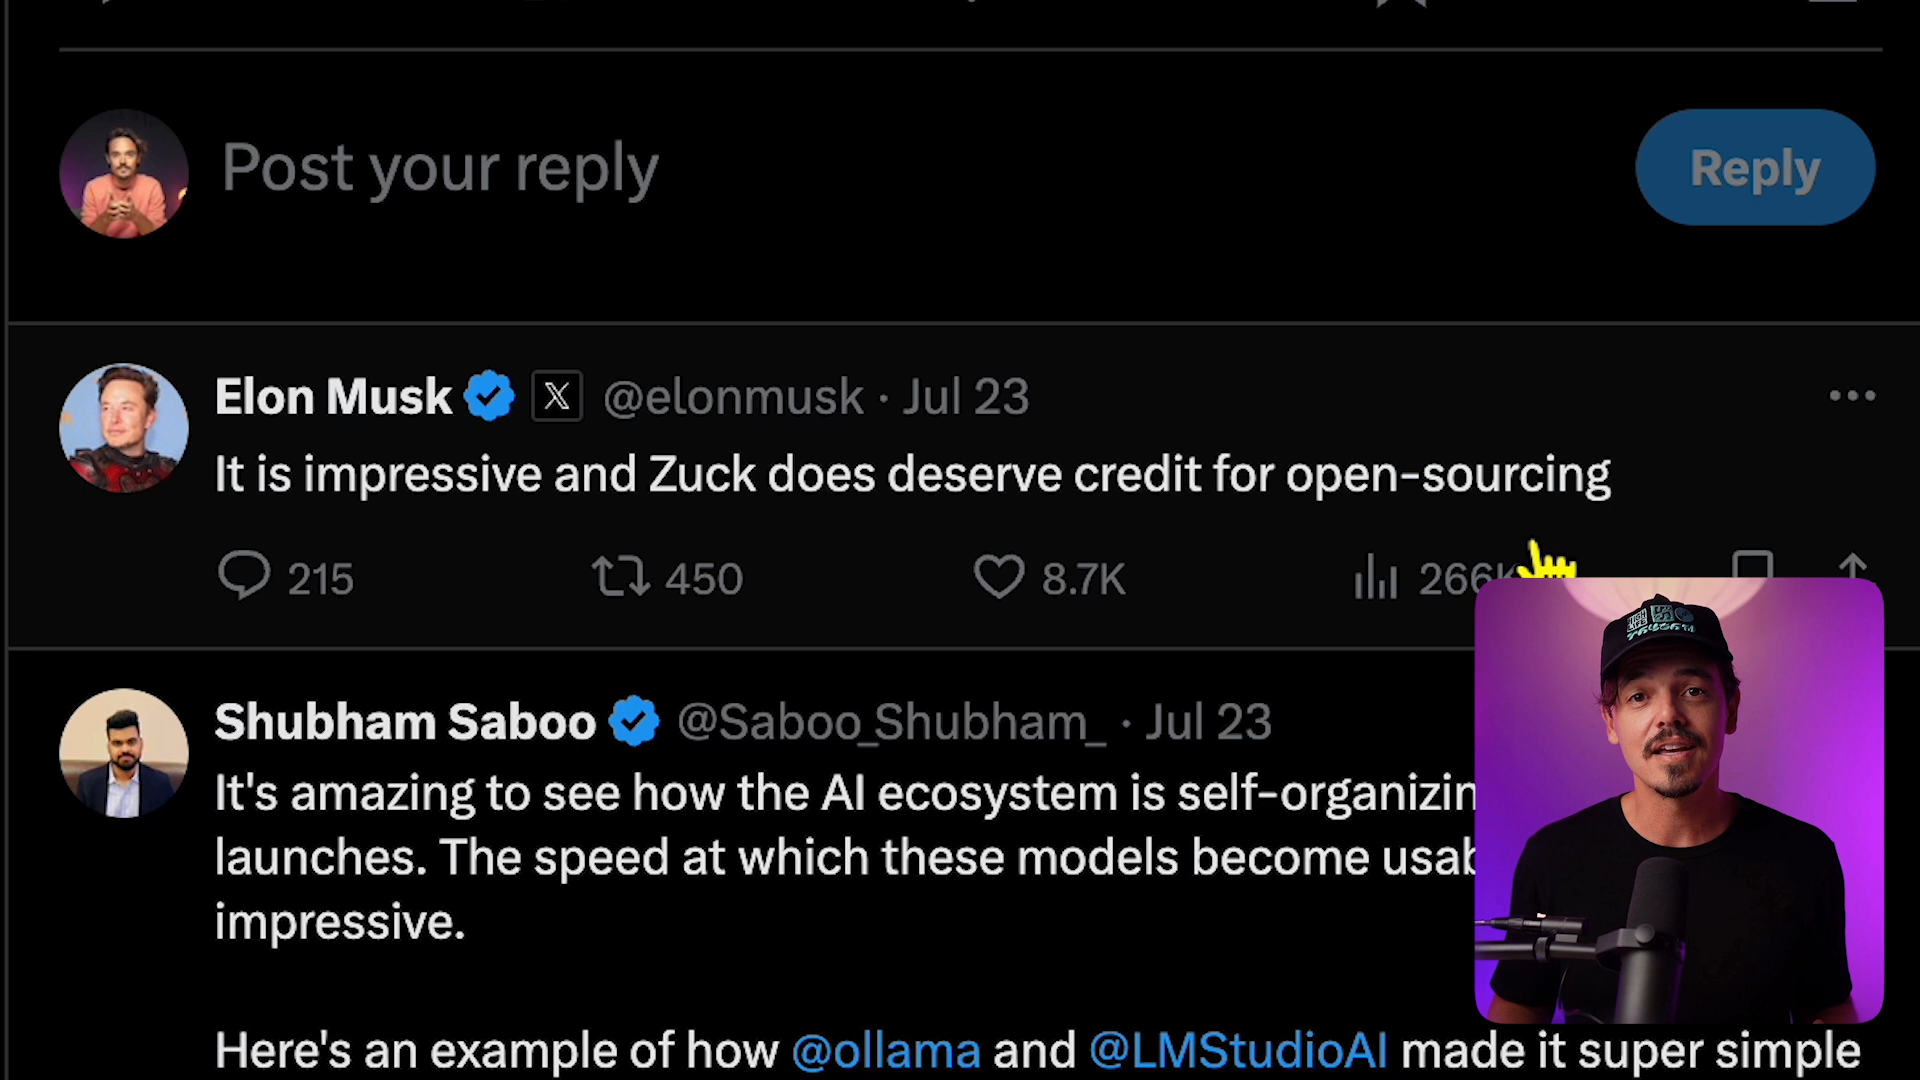 Post your reply
Reply
Elon Musk @elonmusk · Jul 23
It is impressive and Zuck does deserve credit for open-sourcing
215 450 8.7K 266K
Shubham Saboo @Saboo_Shubham_ · Jul 23
It's amazing to see how the AI ecosystem is self-organizin
launches. The speed at which these models become usab
impressive.
Here's an example of how @ollama and @LMStudioAI made it super simple